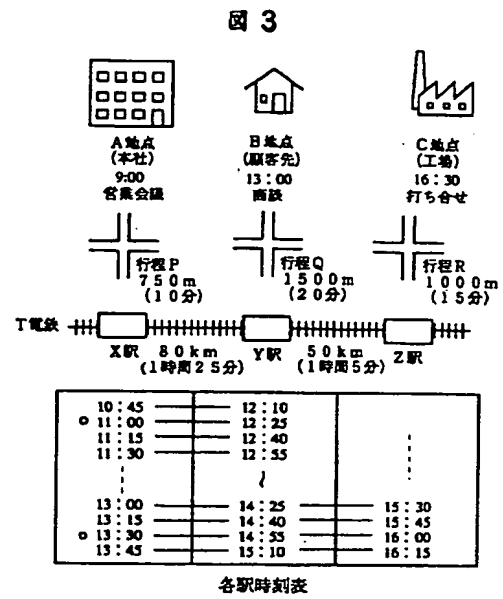 図3
A地点 B地点 C地点
(本社) (顧客先) (工場)
9:00 13:00 16:30
営業会議 商談 打ち合せ
行程P 行程Q 行程R
750m 1500m 1000m
(10分) (20分) (15分)
T電鉄
X駅 80km Y駅 50km Z駅
(1時間25分) (1時間5分)
10:45 12:10
○ 11:00 12:25
11:15 12:40
11:30 12:55
13:00 14:25 15:30
13:15 14:40 15:45
○ 13:30 14:55 16:00
13:45 15:10 16:15
各駅時刻表